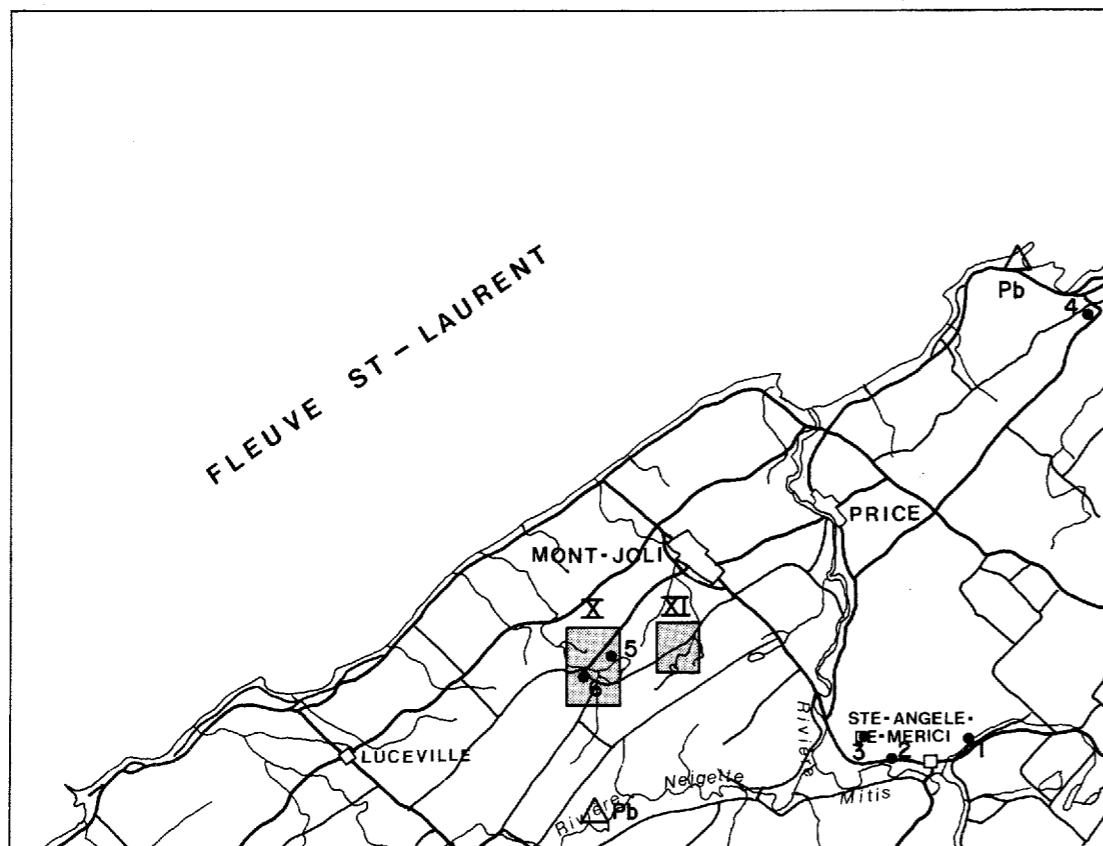 FLEUVE ST-LAURENT
Pb
4
PRICE
MONT-JOLI
X
XI
5
6
STE-ANGELE-
DE-MERICI
3
2
1
LUCEVILLE
Rivière Neigette
Rivière Mitis
Pb